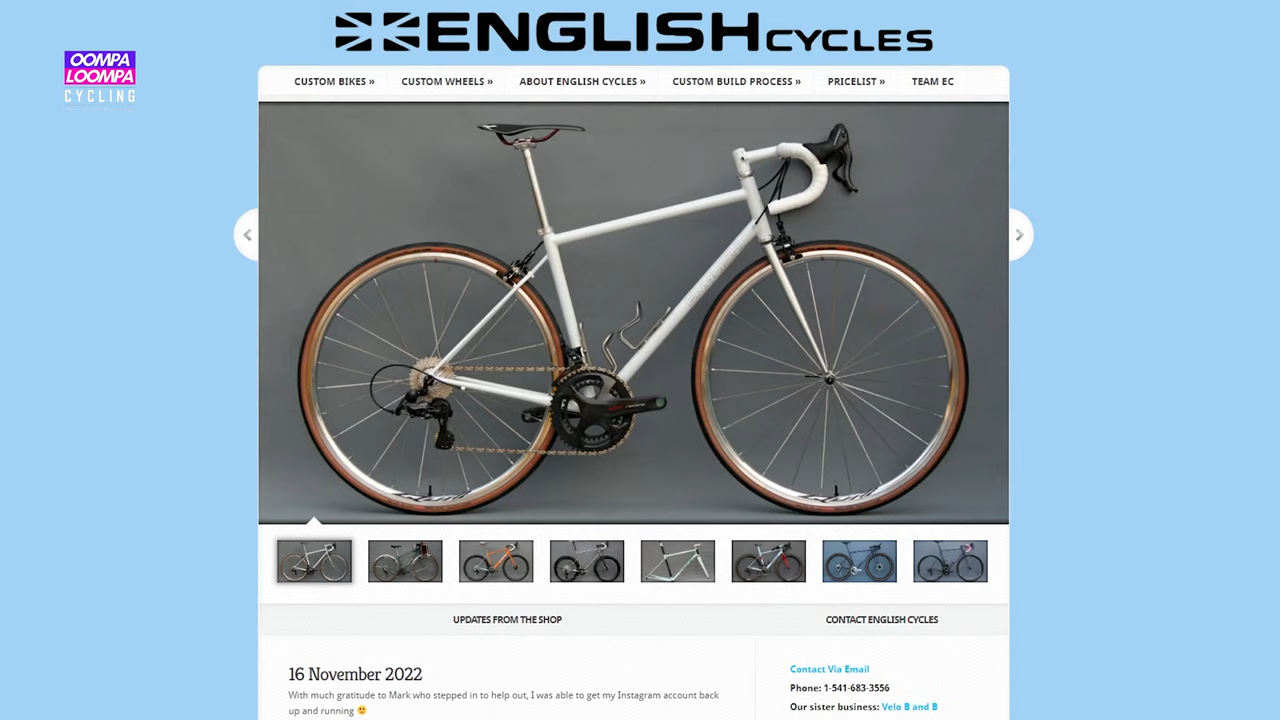 ENGLISH CYCLES
OOMPA
LOOMPA
CYCLING
CUSTOM BIKES » CUSTOM WHEELS » ABOUT ENGLISH CYCLES » CUSTOM BUILD PROCESS » PRICELIST » TEAM EC
ENGLISH
UPDATES FROM THE SHOP
CONTACT ENGLISH CYCLES
16 November 2022
With much gratitude to Mark who stepped in to help out, I was able to get my Instagram account back
up and running 🙂
Contact Via Email
Phone: 1-541-683-3556
Our sister business: Velo B and B